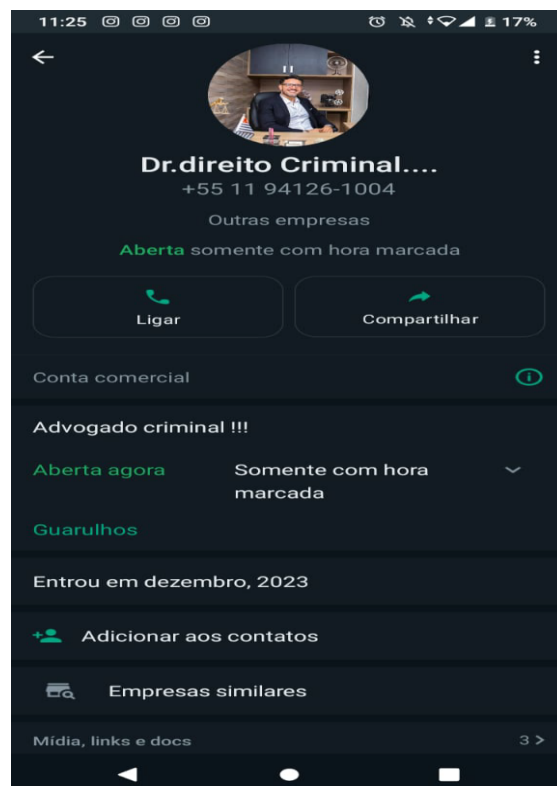 11:25
17%
Dr.direito Criminal....
+55 11 94126-1004
Outras empresas
Aberta somente com hora marcada
Ligar
Compartilhar
Conta comercial
Advogado criminal !!!
Aberta agora
Somente com hora
marcada
Guarulhos
Entrou em dezembro, 2023
Adicionar aos contatos
Empresas similares
Mídia, links e docs
3 >